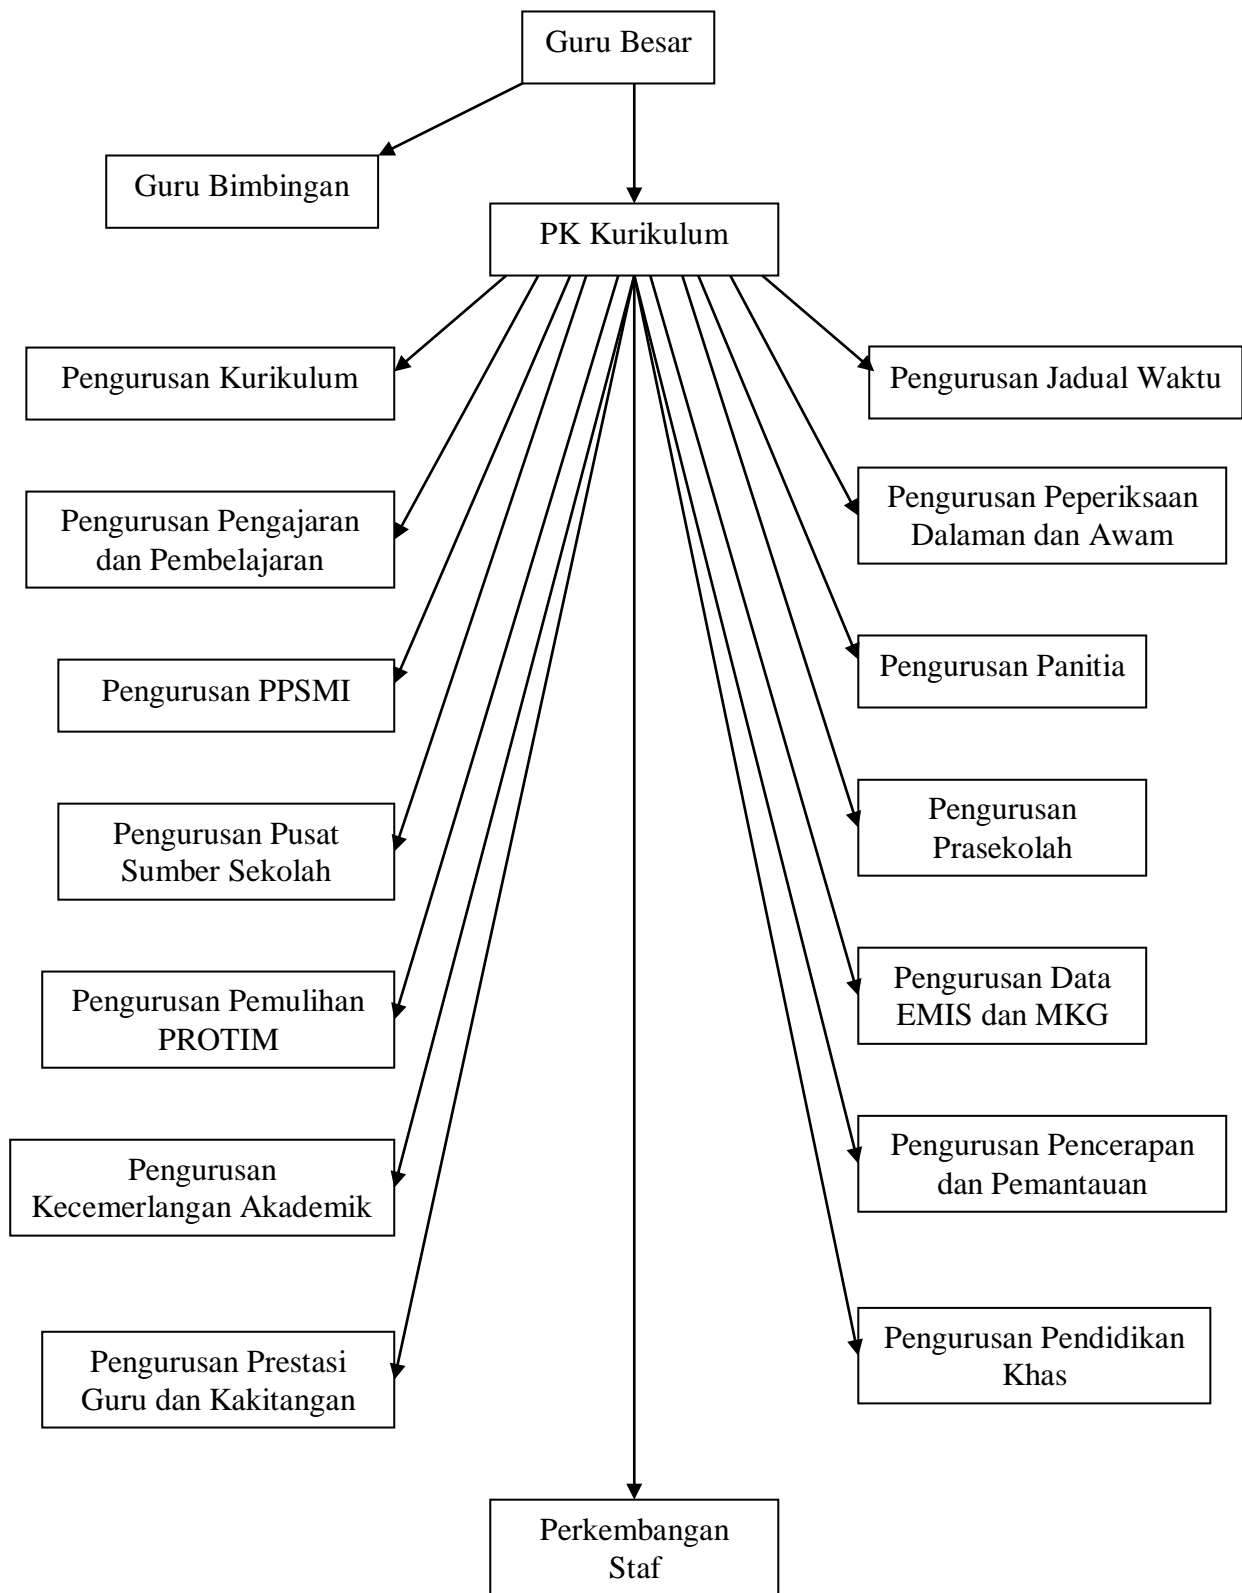 Guru Besar
Guru Bimbingan
PK Kurikulum
Pengurusan Kurikulum
Pengurusan Jadual Waktu
Pengurusan Pengajaran
dan Pembelajaran
Pengurusan Peperiksaan
Dalaman dan Awam
Pengurusan PPSMI
Pengurusan Panitia
Pengurusan Pusat
Sumber Sekolah
Pengurusan
Prasekolah
Pengurusan Pemulihan
PROTIM
Pengurusan Data
EMIS dan MKG
Pengurusan
Kecemerlangan Akademik
Pengurusan Pencerapan
dan Pemantauan
Pengurusan Prestasi
Guru dan Kakitangan
Pengurusan Pendidikan
Khas
Perkembangan
Staf